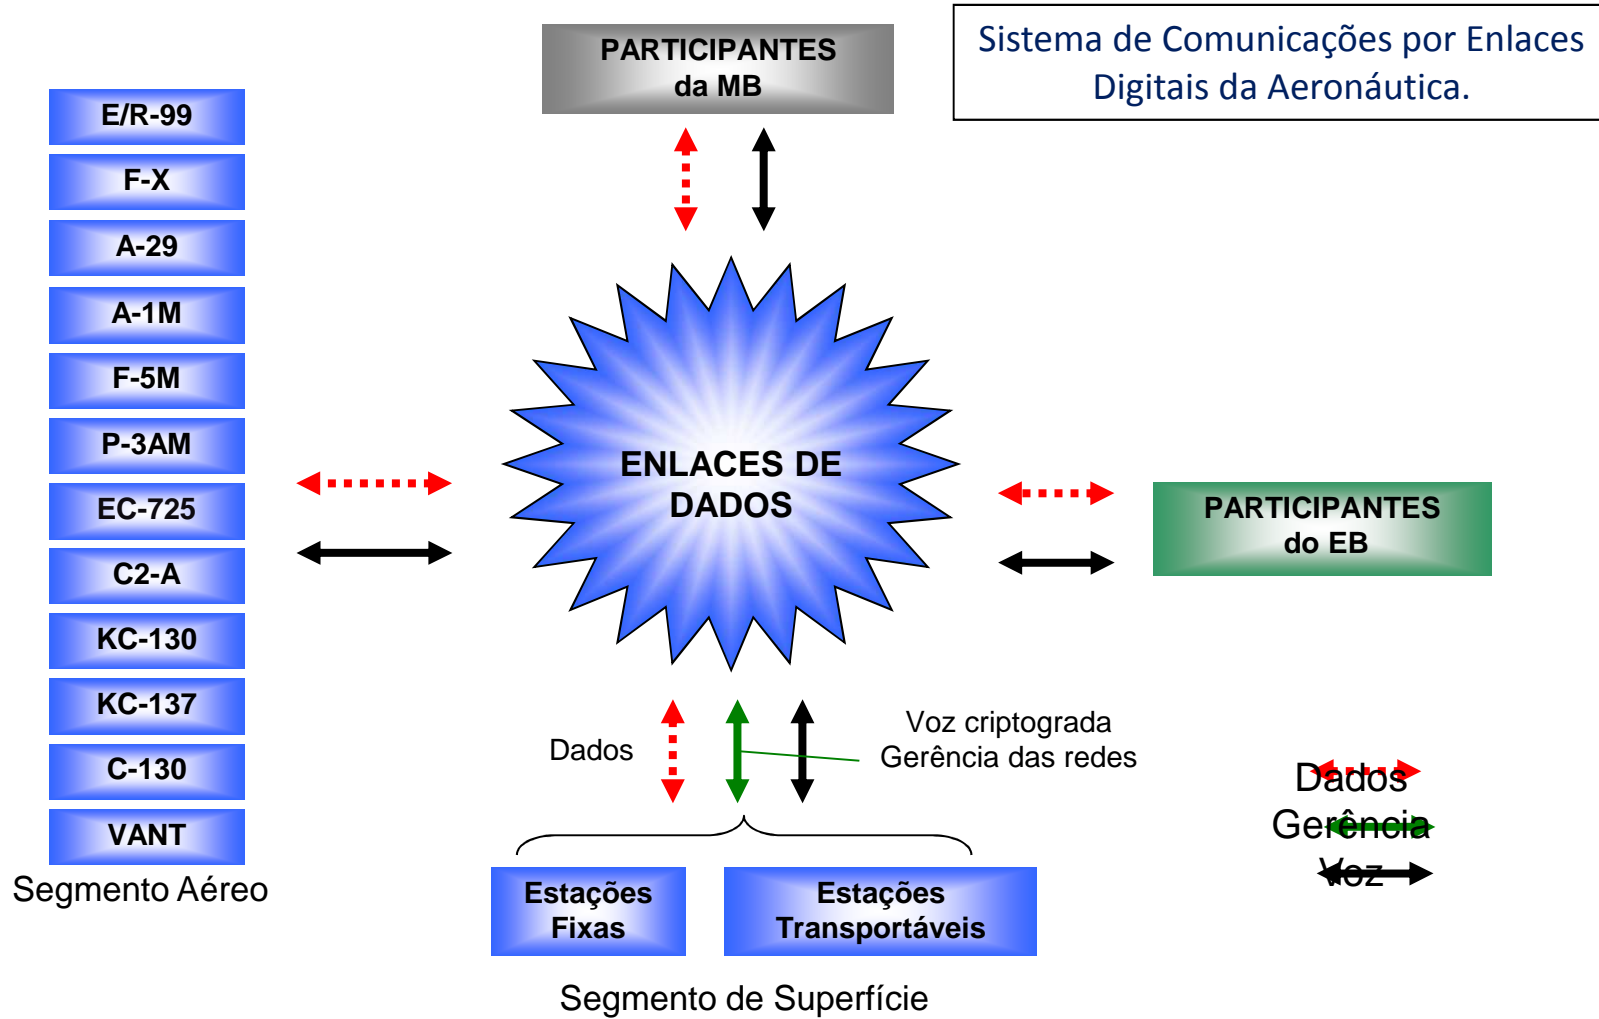 Sistema de Comunicações por Enlaces
Digitais da Aeronáutica.
PARTICIPANTES
da MB
E/R-99
F-X
A-29
A-1M
F-5M
P-3AM
EC-725
C2-A
KC-130
KC-137
C-130
VANT
Segmento Aéreo
ENLACES DE
DADOS
PARTICIPANTES
do EB
Dados
Voz criptograda
Gerência das redes
Dados
Gerência
Voz
Estações
Fixas
Estações
Transportáveis
Segmento de Superfície